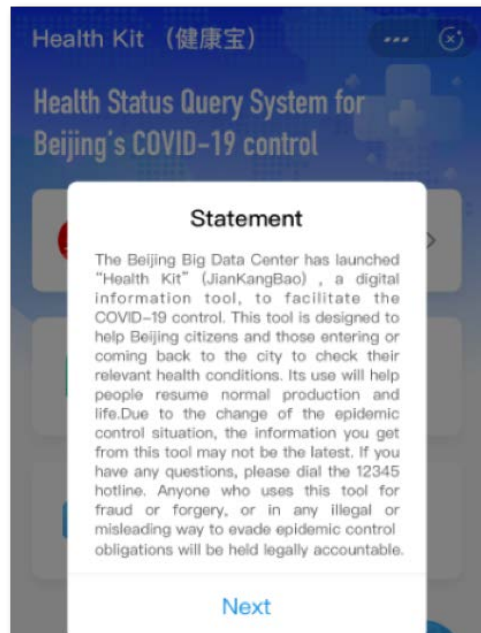 Health Kit （健康宝）
Health Status Query System for
Beijing's COVID-19 control
Statement
The Beijing Big Data Center has launched
“Health Kit” (JianKangBao) , a digital
information tool, to facilitate the
COVID-19 control. This tool is designed to
help Beijing citizens and those entering or
coming back to the city to check their
relevant health conditions. Its use will help
people resume normal production and
life.Due to the change of the epidemic
control situation, the information you get
from this tool may not be the latest. If you
have any questions, please dial the 12345
hotline. Anyone who uses this tool for
fraud or forgery, or in any illegal or
misleading way to evade epidemic control
obligations will be held legally accountable.
Next